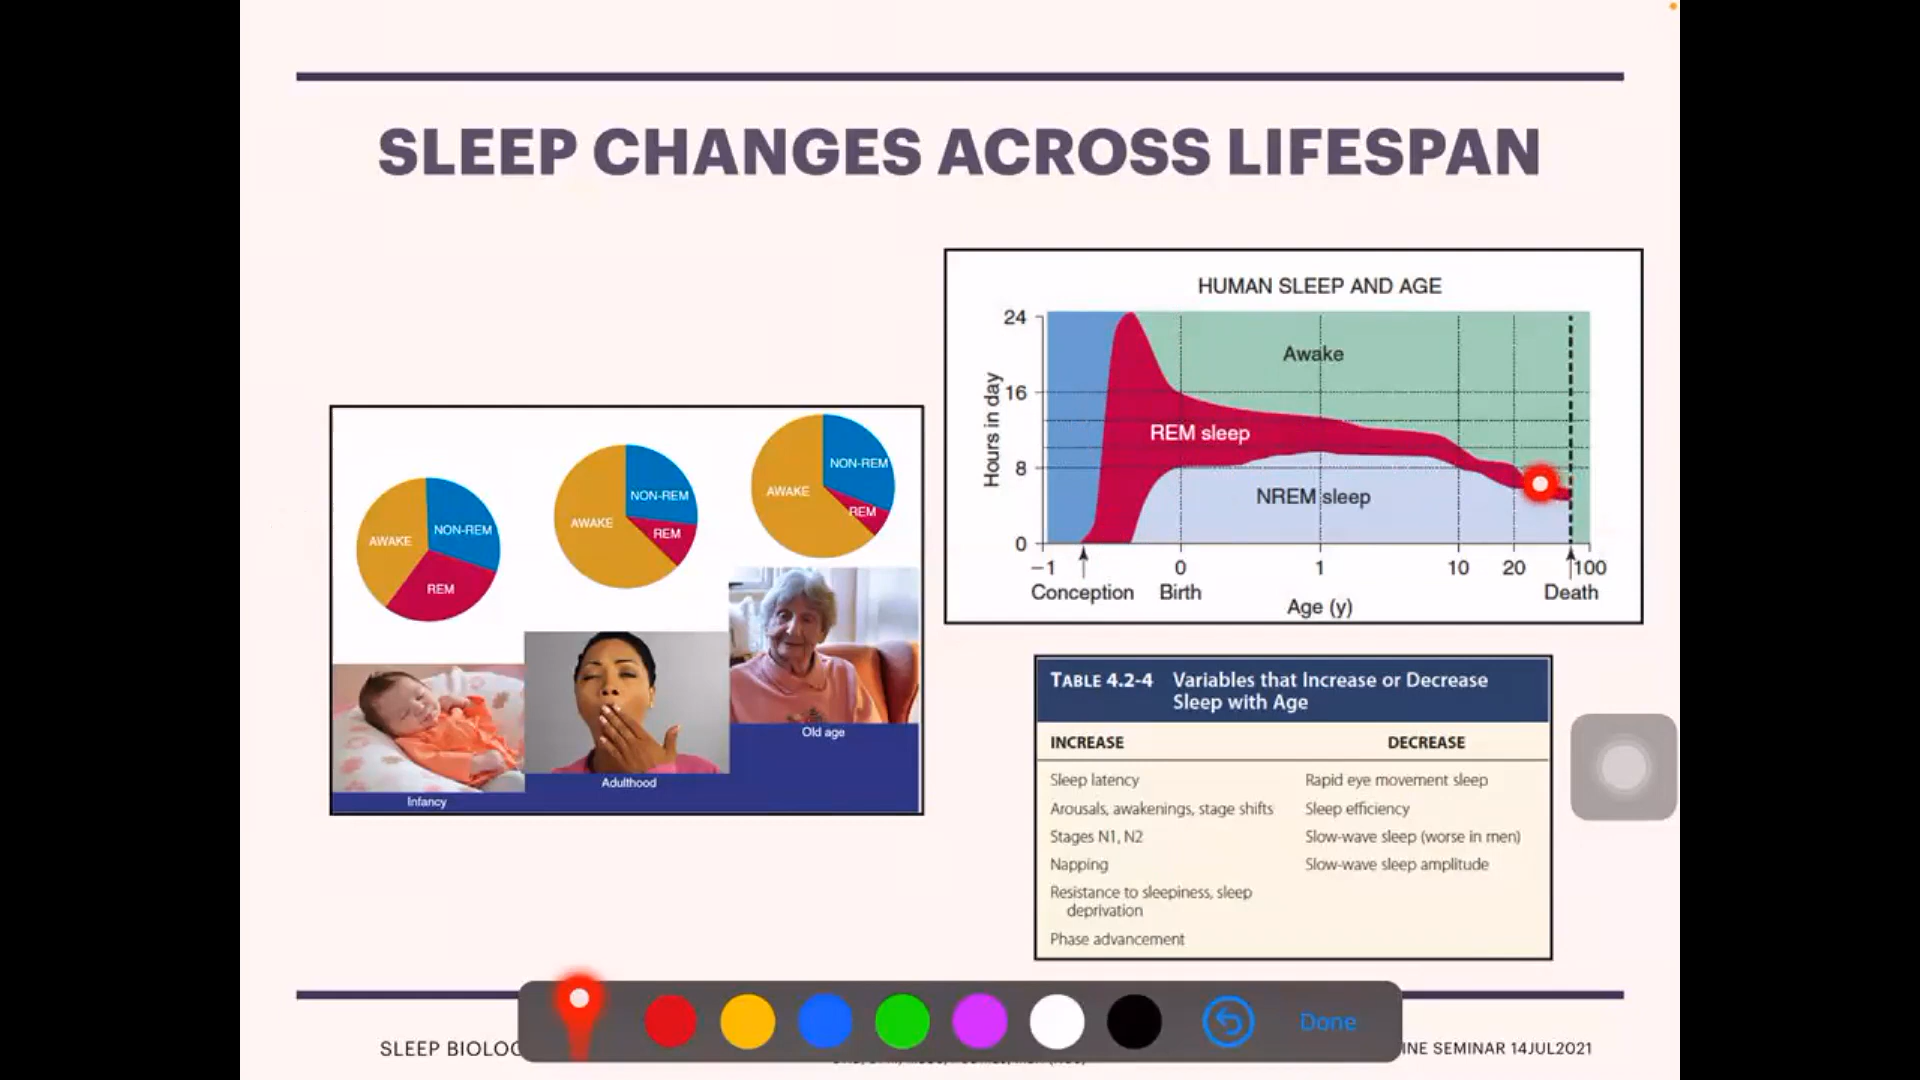 SLEEP CHANGES ACROSS LIFESPAN
NON-REM
AWAKE
REM
NON-REM
AWAKE
REM
NON-REM
AWAKE
REM
Infancy
Adulthood
Old age
HUMAN SLEEP AND AGE
24
16
8
0
Hours in day
Awake
REM sleep
NREM sleep
−1 0 1 10 20 100
Conception Birth Death
Age (y)
TABLE 4.2-4 Variables that Increase or Decrease
Sleep with Age
INCREASE DECREASE
Sleep latency Rapid eye movement sleep
Arousals, awakenings, stage shifts Sleep efficiency
Stages N1, N2 Slow-wave sleep (worse in men)
Napping Slow-wave sleep amplitude
Resistance to sleepiness, sleep
deprivation
Phase advancement
Done
SLEEP SEMINAR 14JUL2021